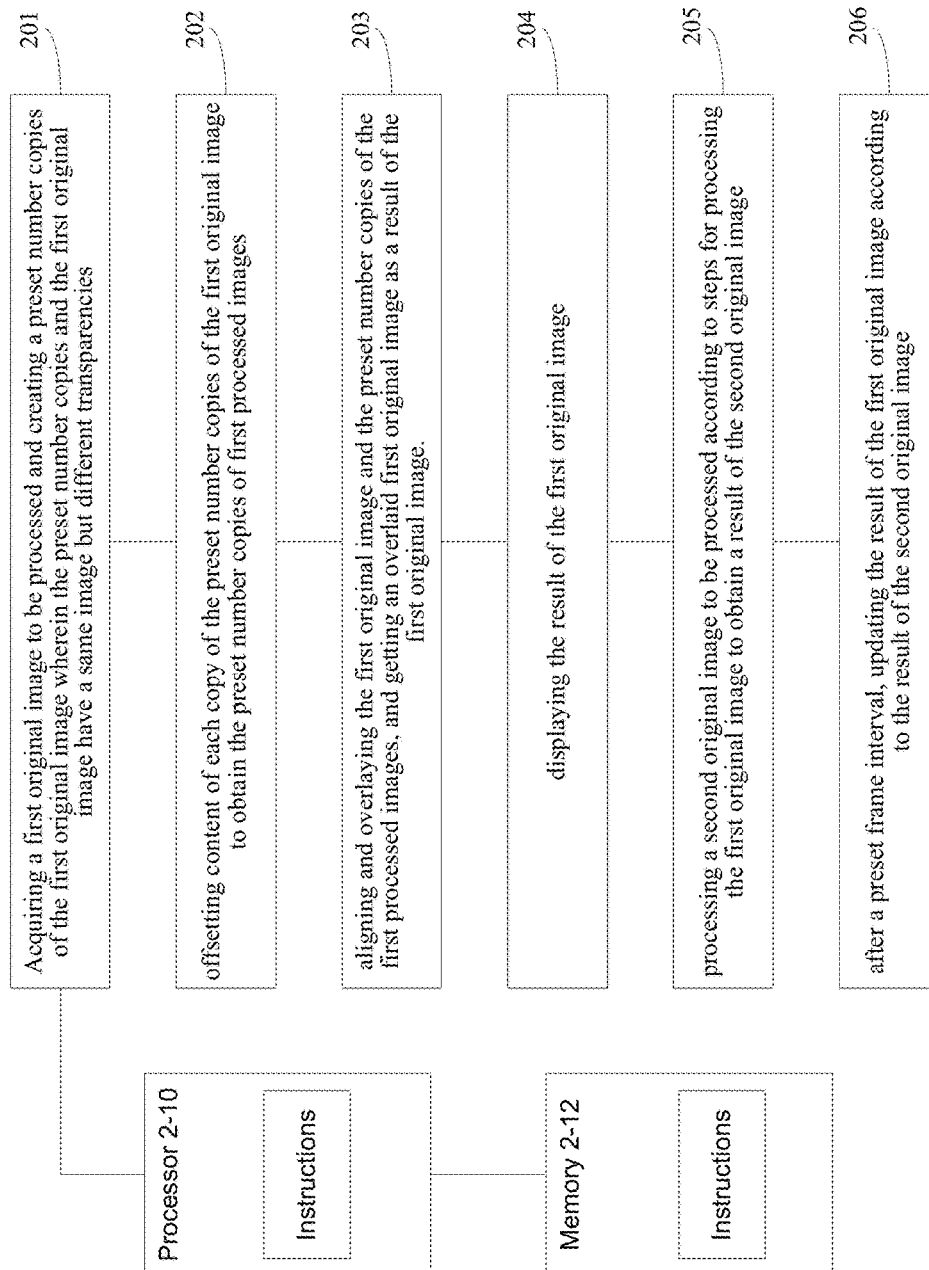 Processor 2-10
Instructions
Memory 2-12
Instructions
201
Acquiring a first original image to be processed and creating a preset number copies
of the first original image wherein the preset number copies and the first original
image have a same image but different transparencies
202
offsetting content of each copy of the preset number copies of the first original image
to obtain the preset number copies of first processed images
203
aligning and overlaying the first original image and the preset number copies of the
first processed images, and getting an overlaid first original image as a result of the
first original image.
204
displaying the result of the first original image
205
processing a second original image to be processed according to steps for processing
the first original image to obtain a result of the second original image
206
after a preset frame interval, updating the result of the first original image according
to the result of the second original image